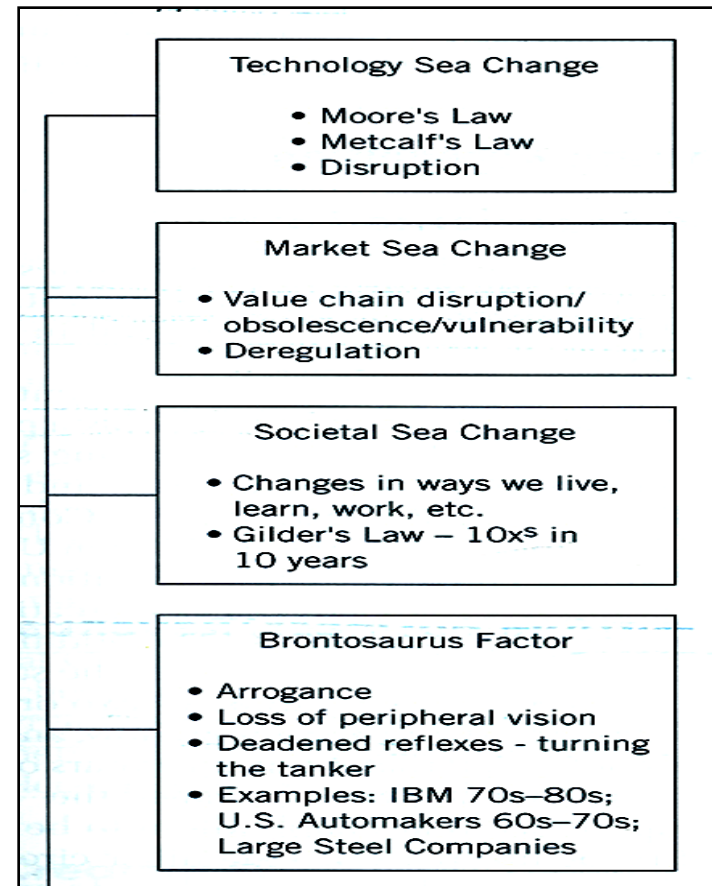 Technology Sea Change
• Moore's Law
• Metcalf's Law
• Disruption
Market Sea Change
• Value chain disruption/
obsolescence/vulnerability
• Deregulation
Societal Sea Change
• Changes in ways we live,
learn, work, etc.
• Gilder's Law – 10xˢ in
10 years
Brontosaurus Factor
• Arrogance
• Loss of peripheral vision
• Deadened reflexes - turning
the tanker
• Examples: IBM 70s–80s;
U.S. Automakers 60s–70s;
Large Steel Companies